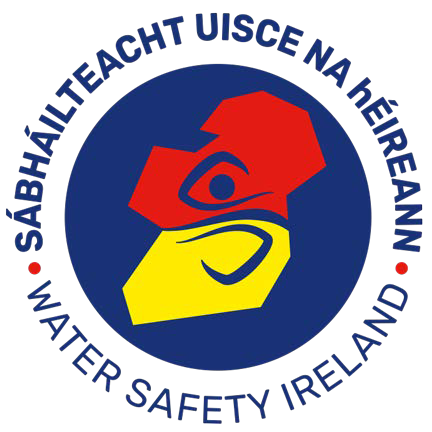 SÁBHÁILTEACHT UISCE NA hÉIREANN
WATER SAFETY IRELAND